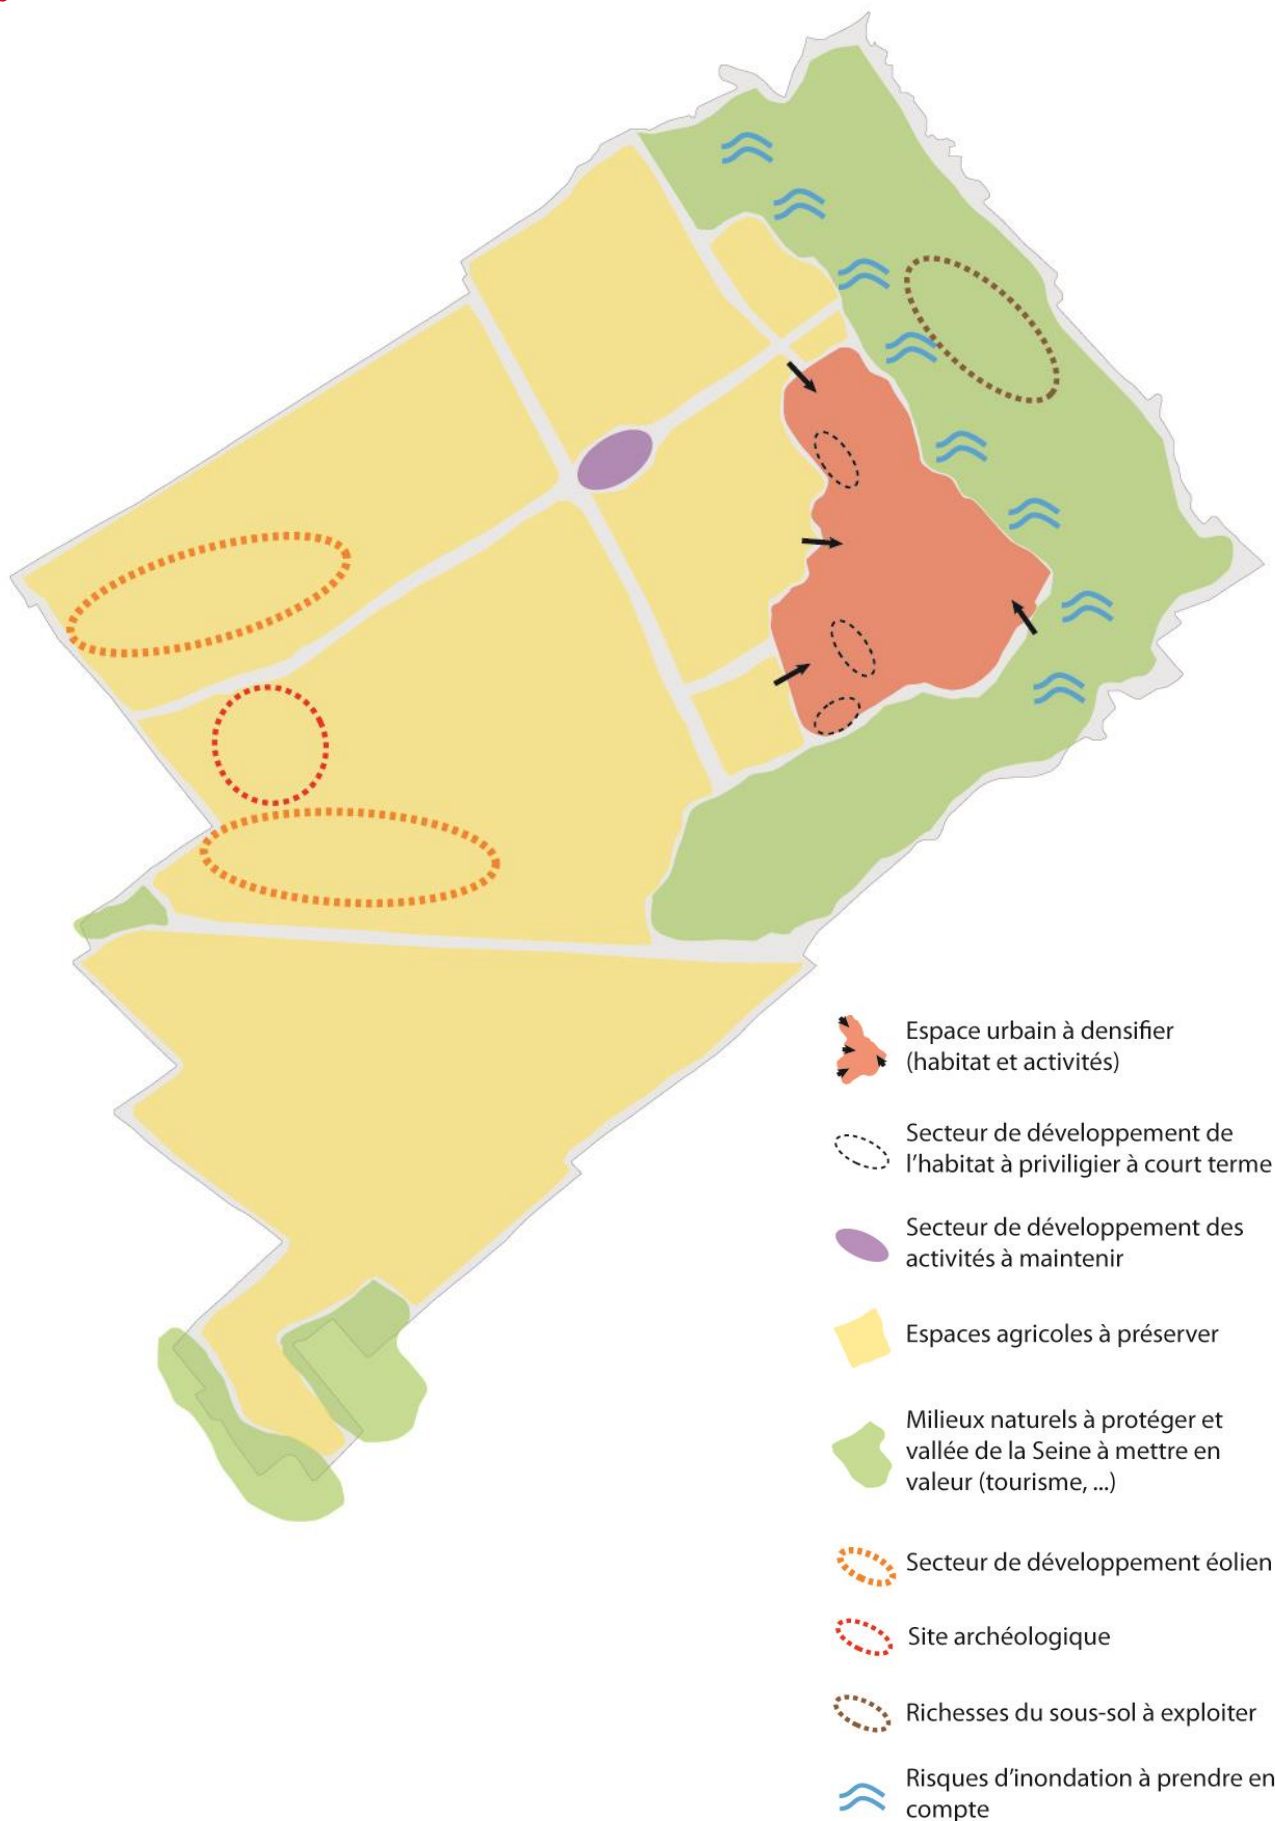 Espace urbain à densifier
(habitat et activités)
Secteur de développement de
l'habitat à priviligier à court terme
Secteur de développement des
activités à maintenir
Espaces agricoles à préserver
Milieux naturels à protéger et
vallée de la Seine à mettre en
valeur (tourisme, ...)
Secteur de développement éolien
Site archéologique
Richesses du sous-sol à exploiter
Risques d'inondation à prendre en
compte